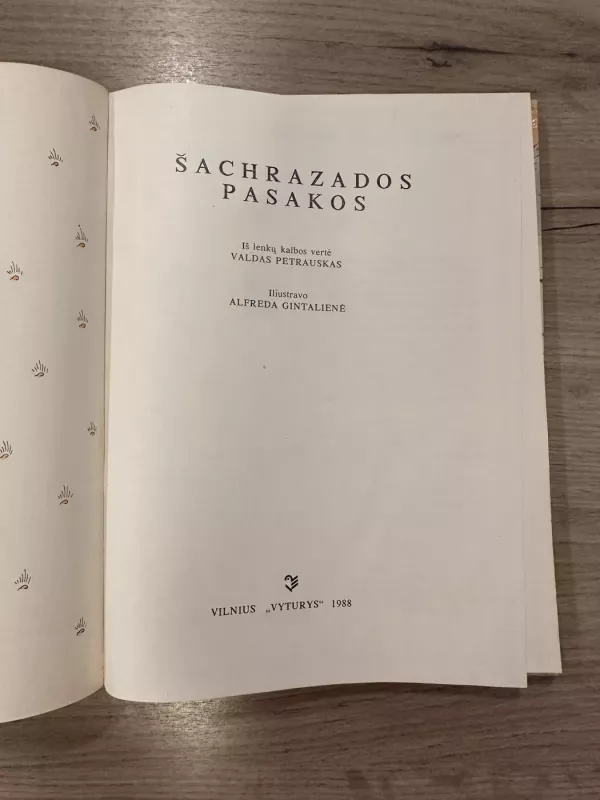 ŠACHRAZADOS
PASAKOS
Iš lenkų kalbos vertė
VALDAS PETRAUSKAS
Iliustravo
ALFREDA GINTALIENĖ
VILNIUS „VYTURYS“ 1988